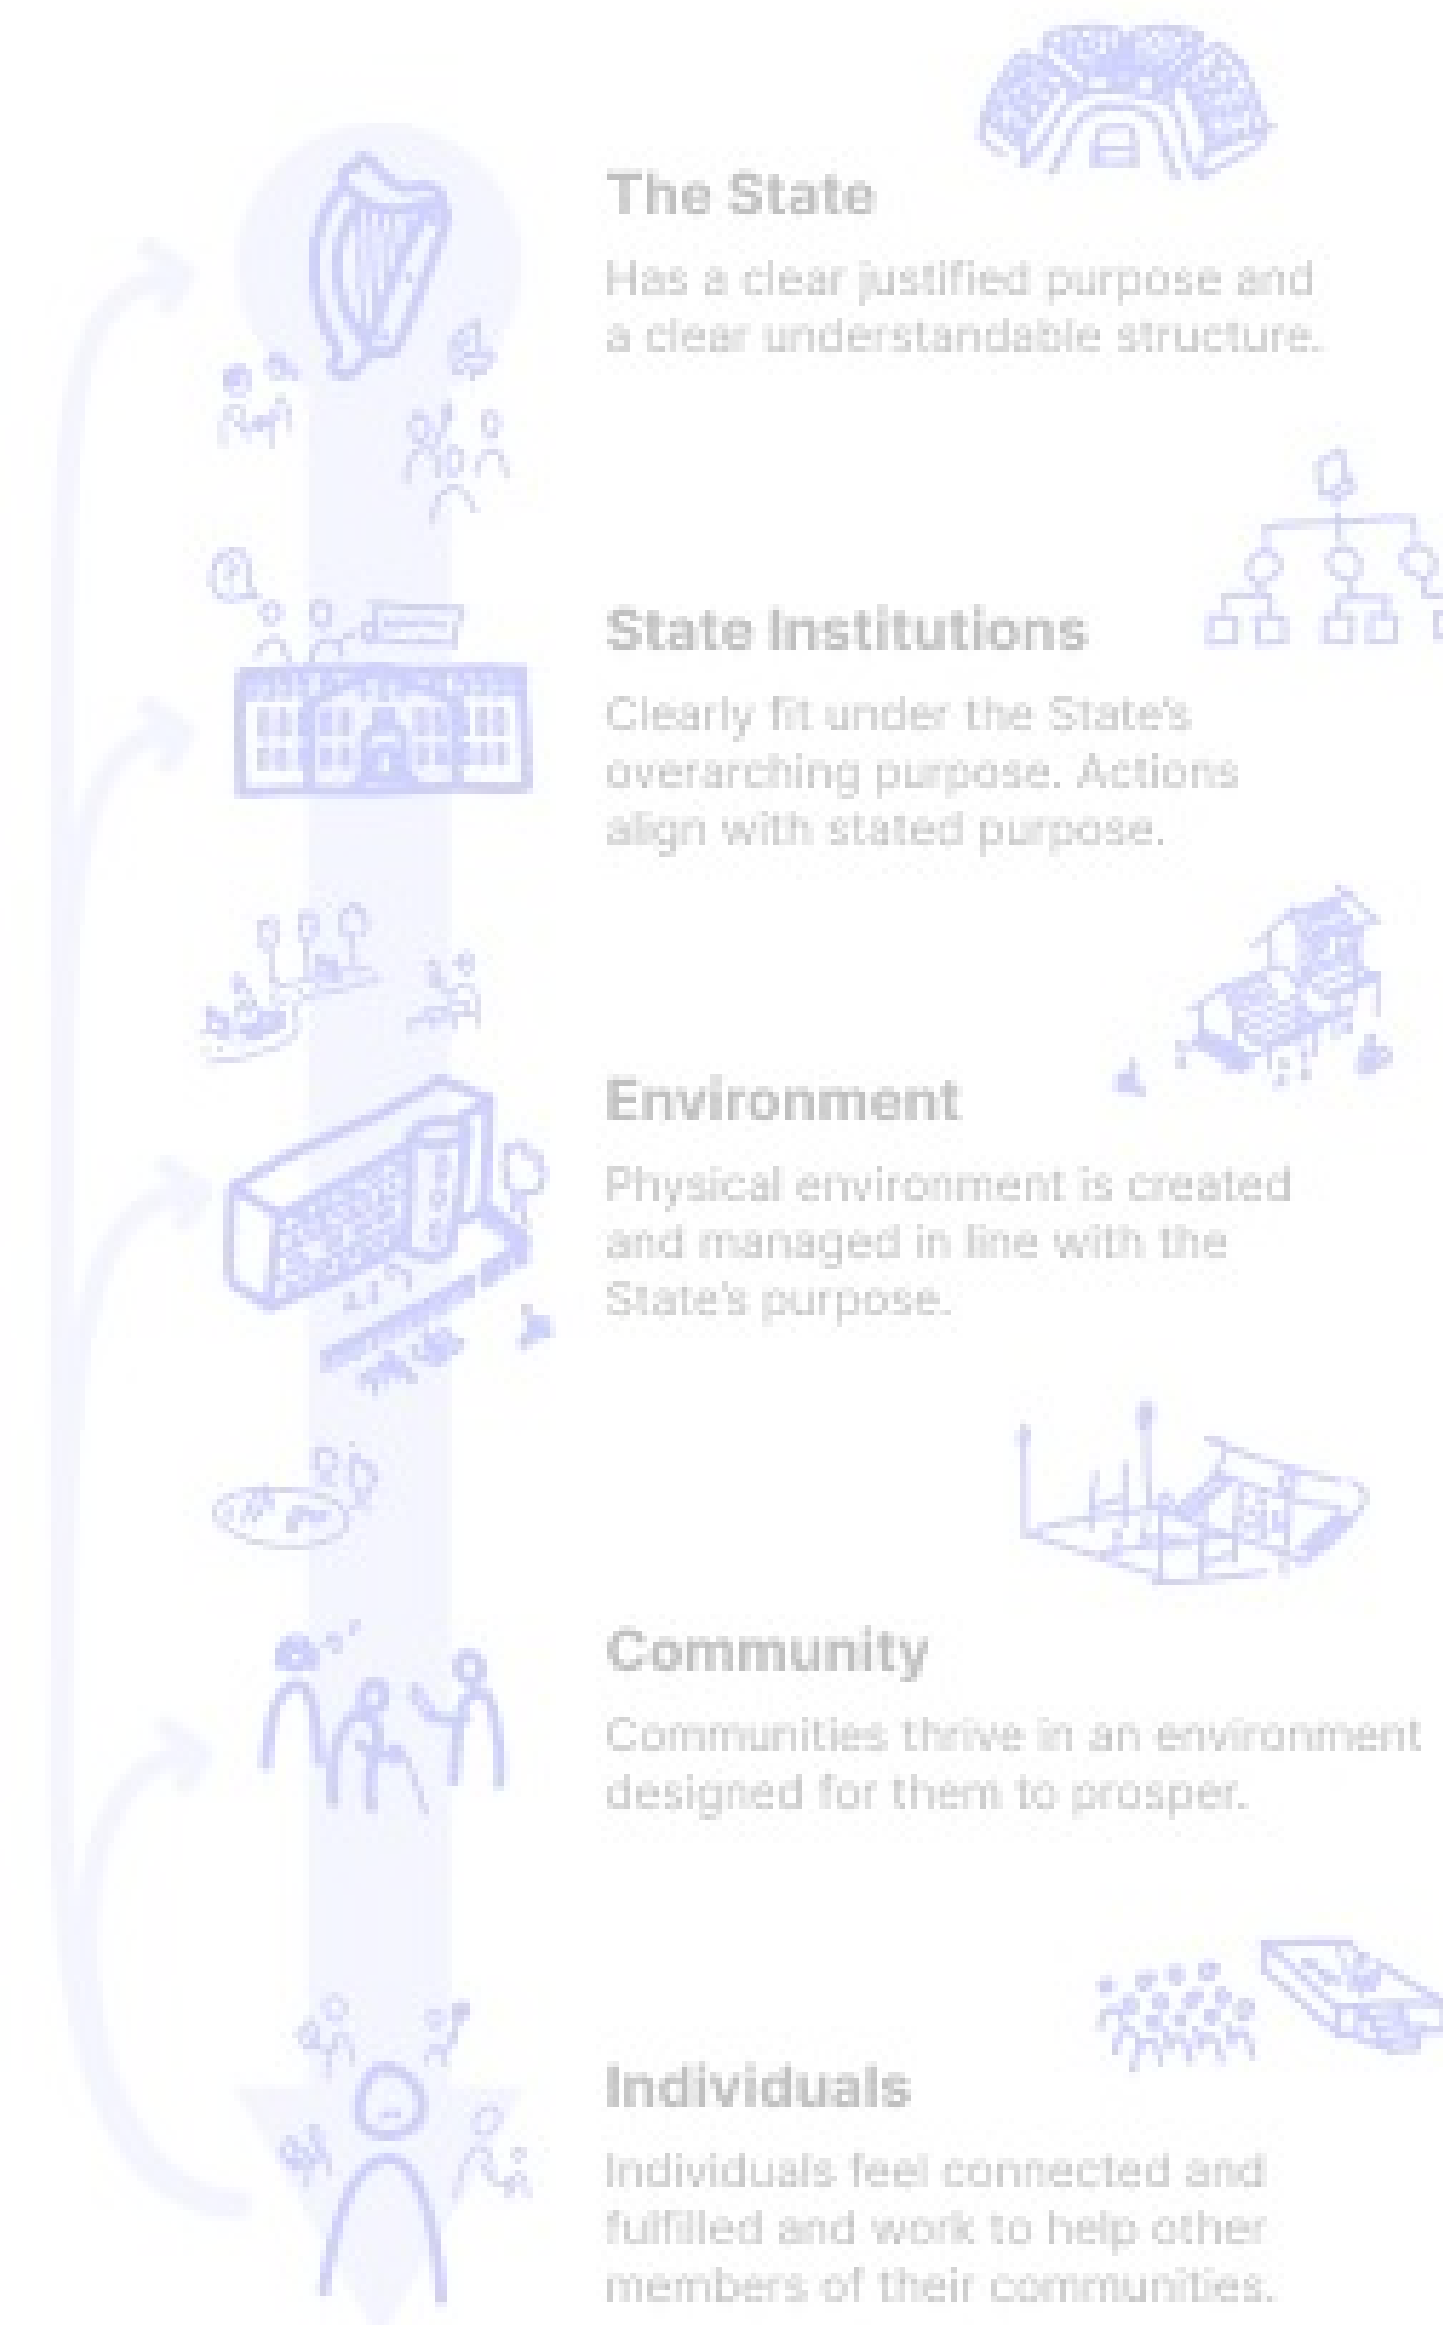 The State
Has a clear justified purpose and
a clear understandable structure.
State Institutions
Clearly fit under the State's
overarching purpose. Actions
align with stated purpose.
Environment
Physical environment is created
and managed in line with the
State's purpose.
Community
Communities thrive in an environment
designed for them to prosper.
Individuals
Individuals feel connected and
fulfilled and work to help other
members of their communities.